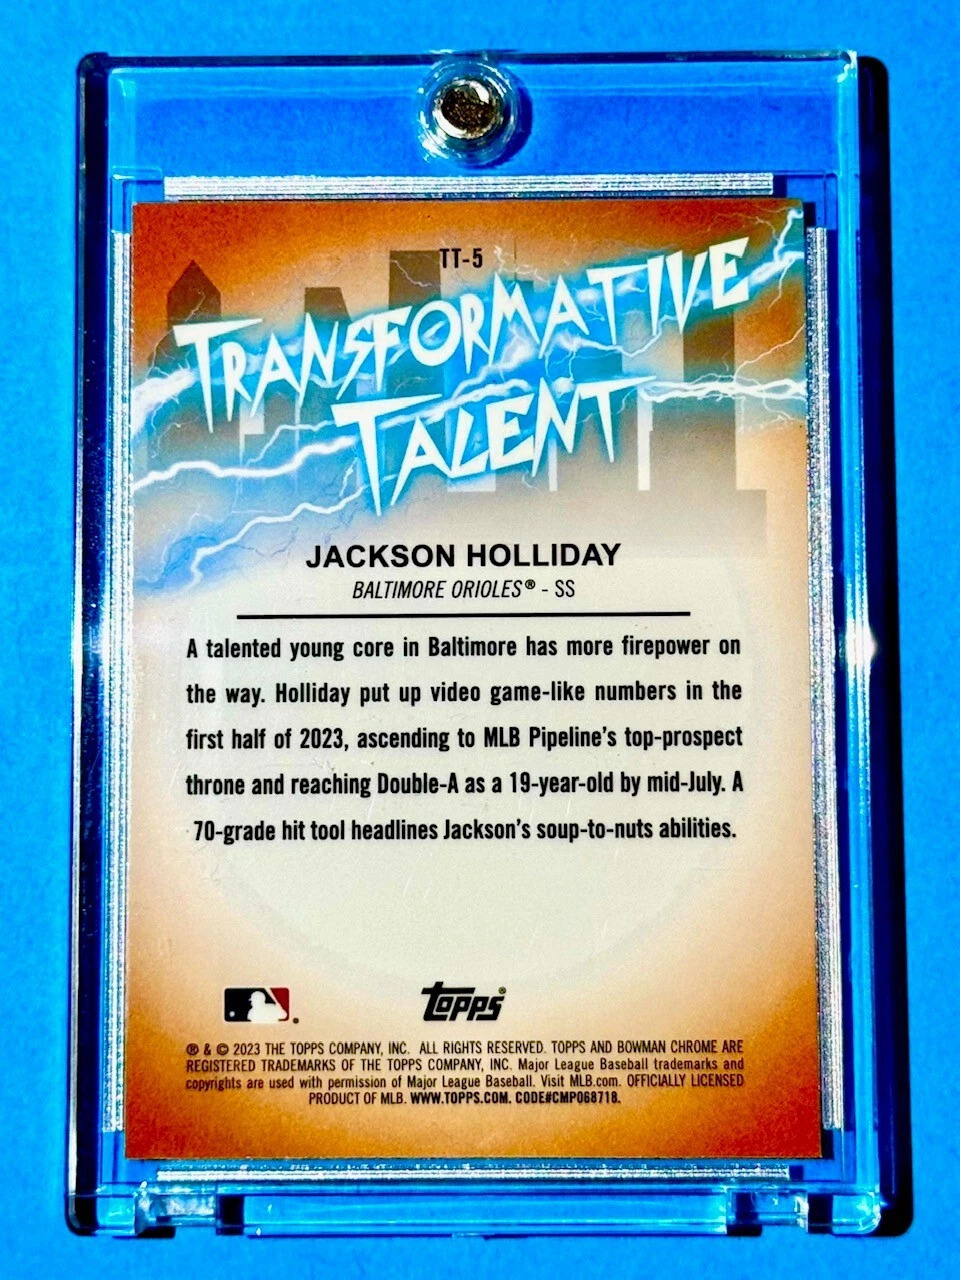 TT-5
TRANSFORMATIVE
TALENT
JACKSON HOLLIDAY
BALTIMORE ORIOLES® - SS
A talented young core in Baltimore has more firepower on
the way. Holliday put up video game-like numbers in the
first half of 2023, ascending to MLB Pipeline's top-prospect
throne and reaching Double-A as a 19-year-old by mid-July. A
70-grade hit tool headlines Jackson's soup-to-nuts abilities.
Topps®
® & © 2023 THE TOPPS COMPANY, INC. ALL RIGHTS RESERVED. TOPPS AND BOWMAN CHROME ARE
REGISTERED TRADEMARKS OF THE TOPPS COMPANY, INC. Major League Baseball trademarks and
copyrights are used with permission of Major League Baseball. Visit MLB.com. OFFICIALLY LICENSED
PRODUCT OF MLB. WWW.TOPPS.COM. CODE#CMP068718.